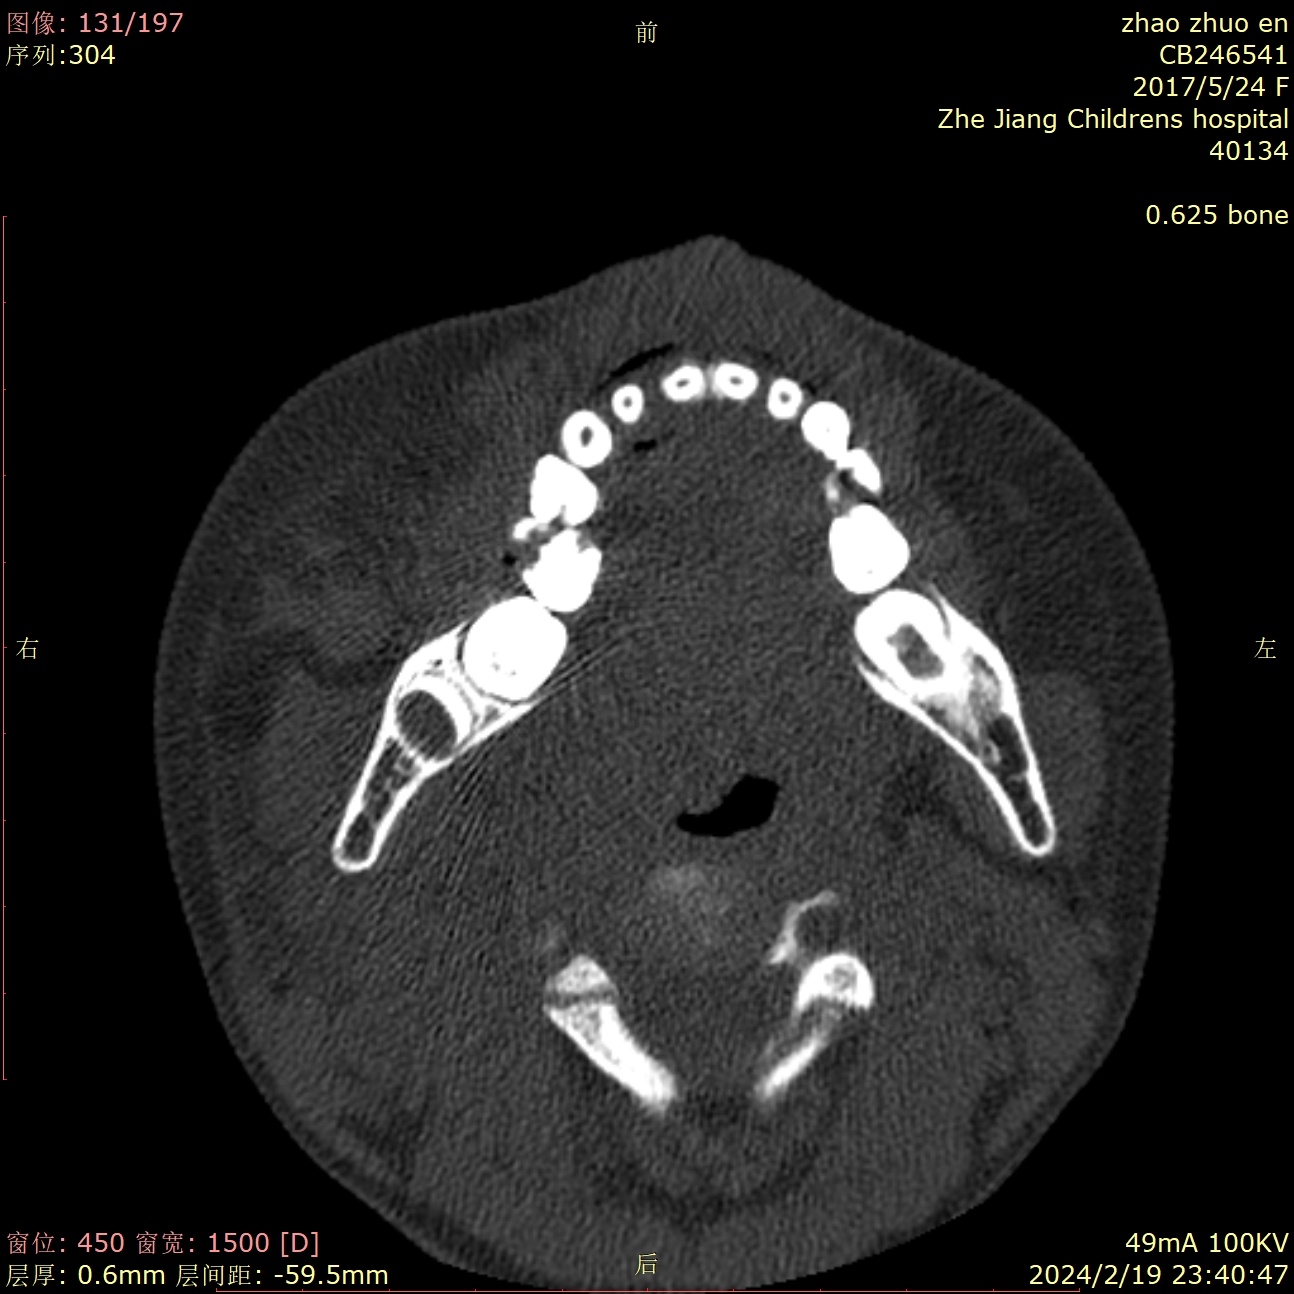 图像: 131/197
序列:304
前
zhao zhuo en
CB246541
2017/5/24 F
Zhe Jiang Childrens hospital
40134
0.625 bone
右
左
窗位: 450 窗宽: 1500 [D]
层厚: 0.6mm 层间距: -59.5mm
后
49mA 100KV
2024/2/19 23:40:47